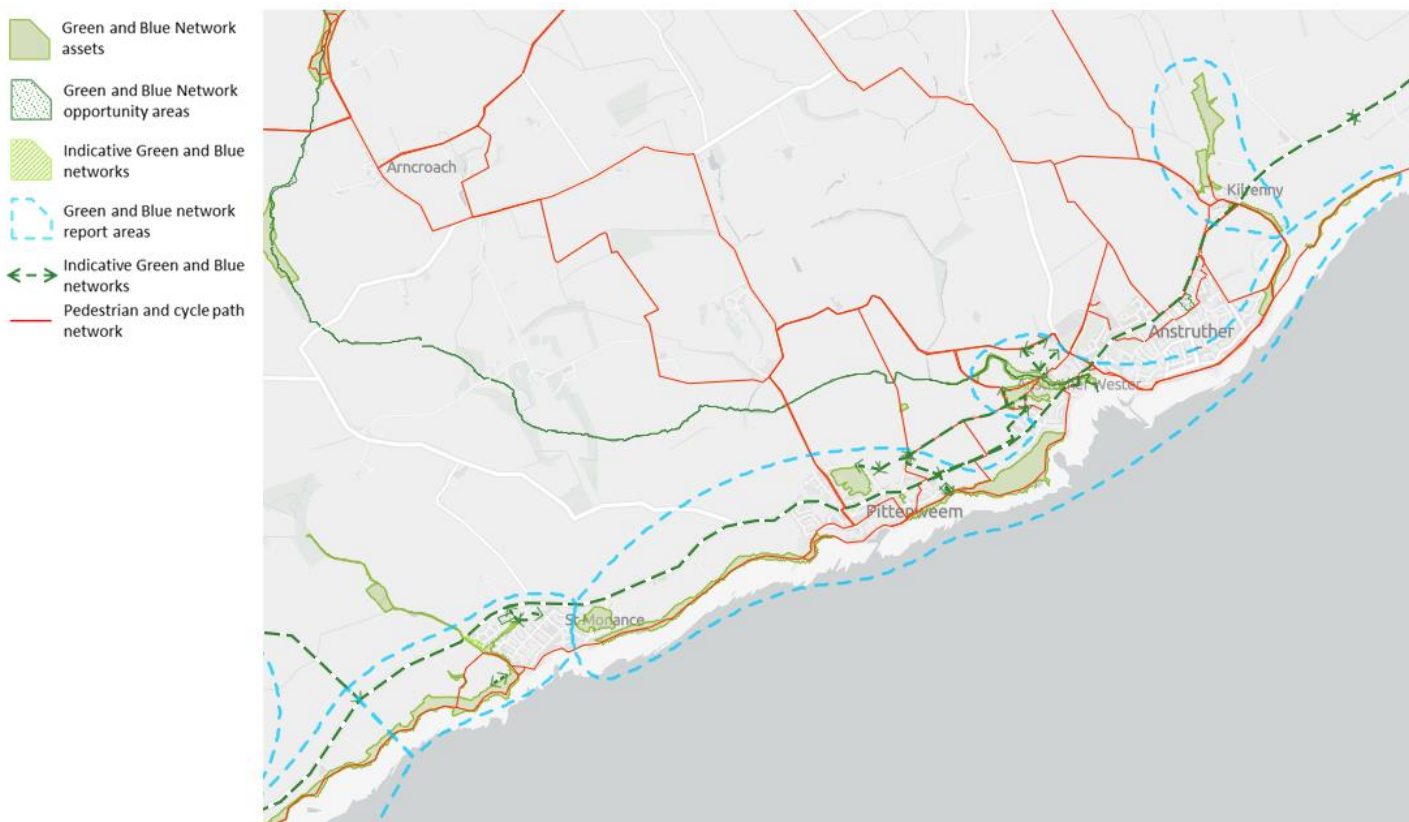 Green and Blue Network
assets
Green and Blue Network
opportunity areas
Indicative Green and Blue
networks
Green and Blue network
report areas
Indicative Green and Blue
networks
Pedestrian and cycle path
network
Arncroach
Kilrenny
Anstruther
Anstruther Wester
Pittenweem
St Monance